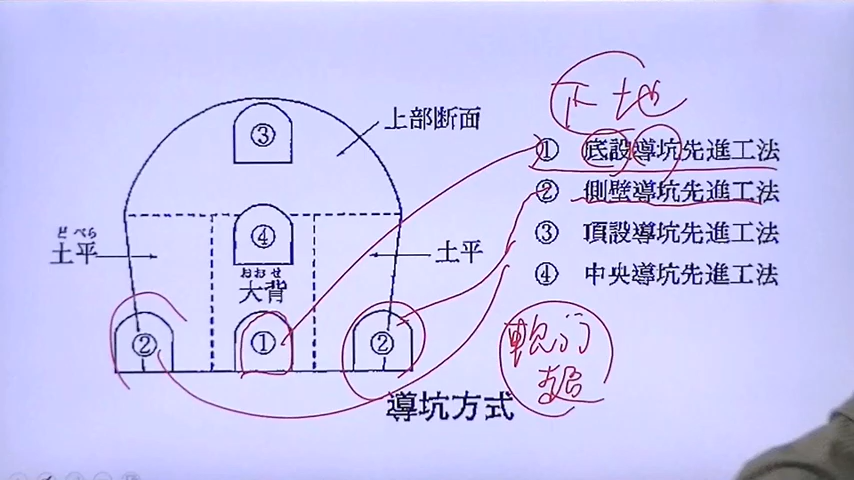 上部断面
③
④
どべら
土平
土平
おおせ
大背
②
①
②
導坑方式
① 底設導坑先進工法
② 側壁導坑先進工法
③ 頂設導坑先進工法
④ 中央導坑先進工法